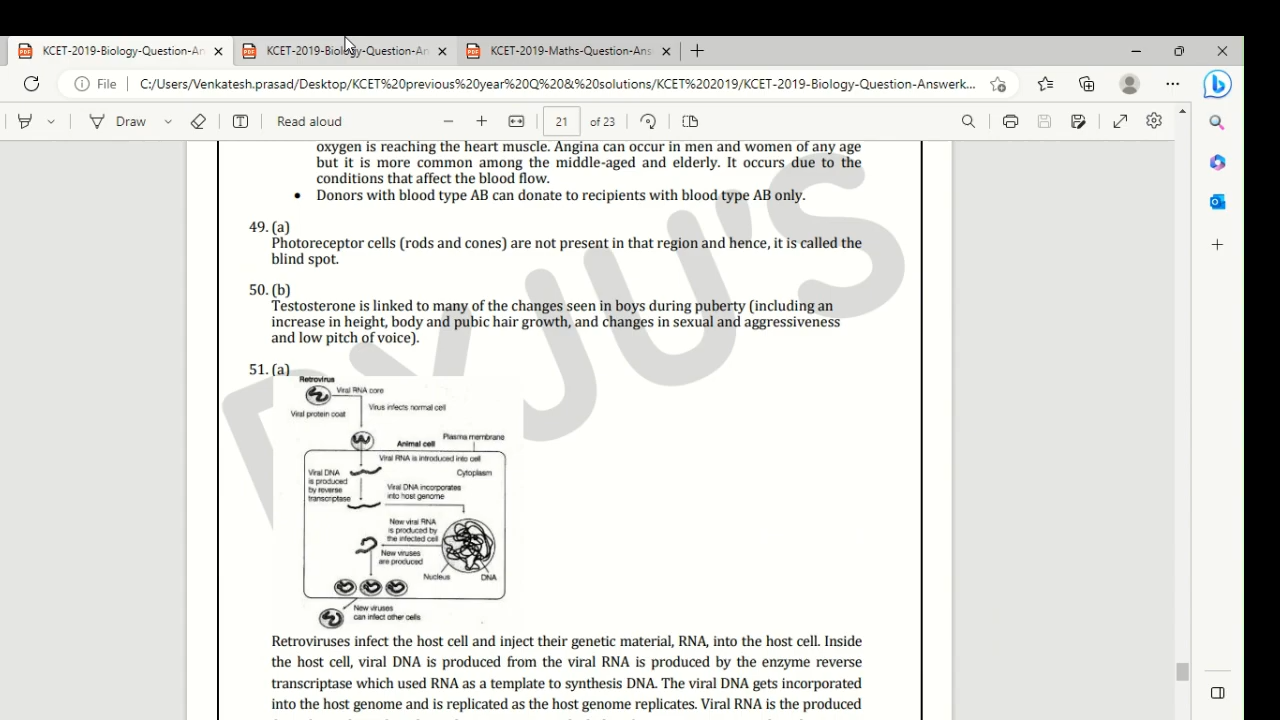 KCET-2019-Biology-Question-An
KCET-2019-Biology-Question-An
KCET-2019-Maths-Question-Ans
File
C:/Users/Venkatesh.prasad/Desktop/KCET%20previous%20year%20Q%20&%20solutions/KCET%202019/KCET-2019-Biology-Question-Answerk...
Draw
Read aloud
21
of 23
oxygen is reaching the heart muscle. Angina can occur in men and women of any age
but it is more common among the middle-aged and elderly. It occurs due to the
conditions that affect the blood flow.
• Donors with blood type AB can donate to recipients with blood type AB only.
49. (a)
Photoreceptor cells (rods and cones) are not present in that region and hence, it is called the
blind spot.
50. (b)
Testosterone is linked to many of the changes seen in boys during puberty (including an
increase in height, body and pubic hair growth, and changes in sexual and aggressiveness
and low pitch of voice).
51. (a)
Retrovirus
Viral RNA core
Virus infects normal cell
Viral protein coat
Plasma membrane
Animal cell
Viral RNA is introduced into cell
Viral DNA
is produced
by reverse
transcriptase
Cytoplasm
Viral DNA incorporates
into host genome
New viral RNA
is produced by
the infected cell
New viruses
are produced
Nucleus
DNA
New viruses
can infect other cells
Retroviruses infect the host cell and inject their genetic material, RNA, into the host cell. Inside
the host cell, viral DNA is produced from the viral RNA is produced by the enzyme reverse
transcriptase which used RNA as a template to synthesis DNA. The viral DNA gets incorporated
into the host genome and is replicated as the host genome replicates. Viral RNA is the produced
BYJU'S